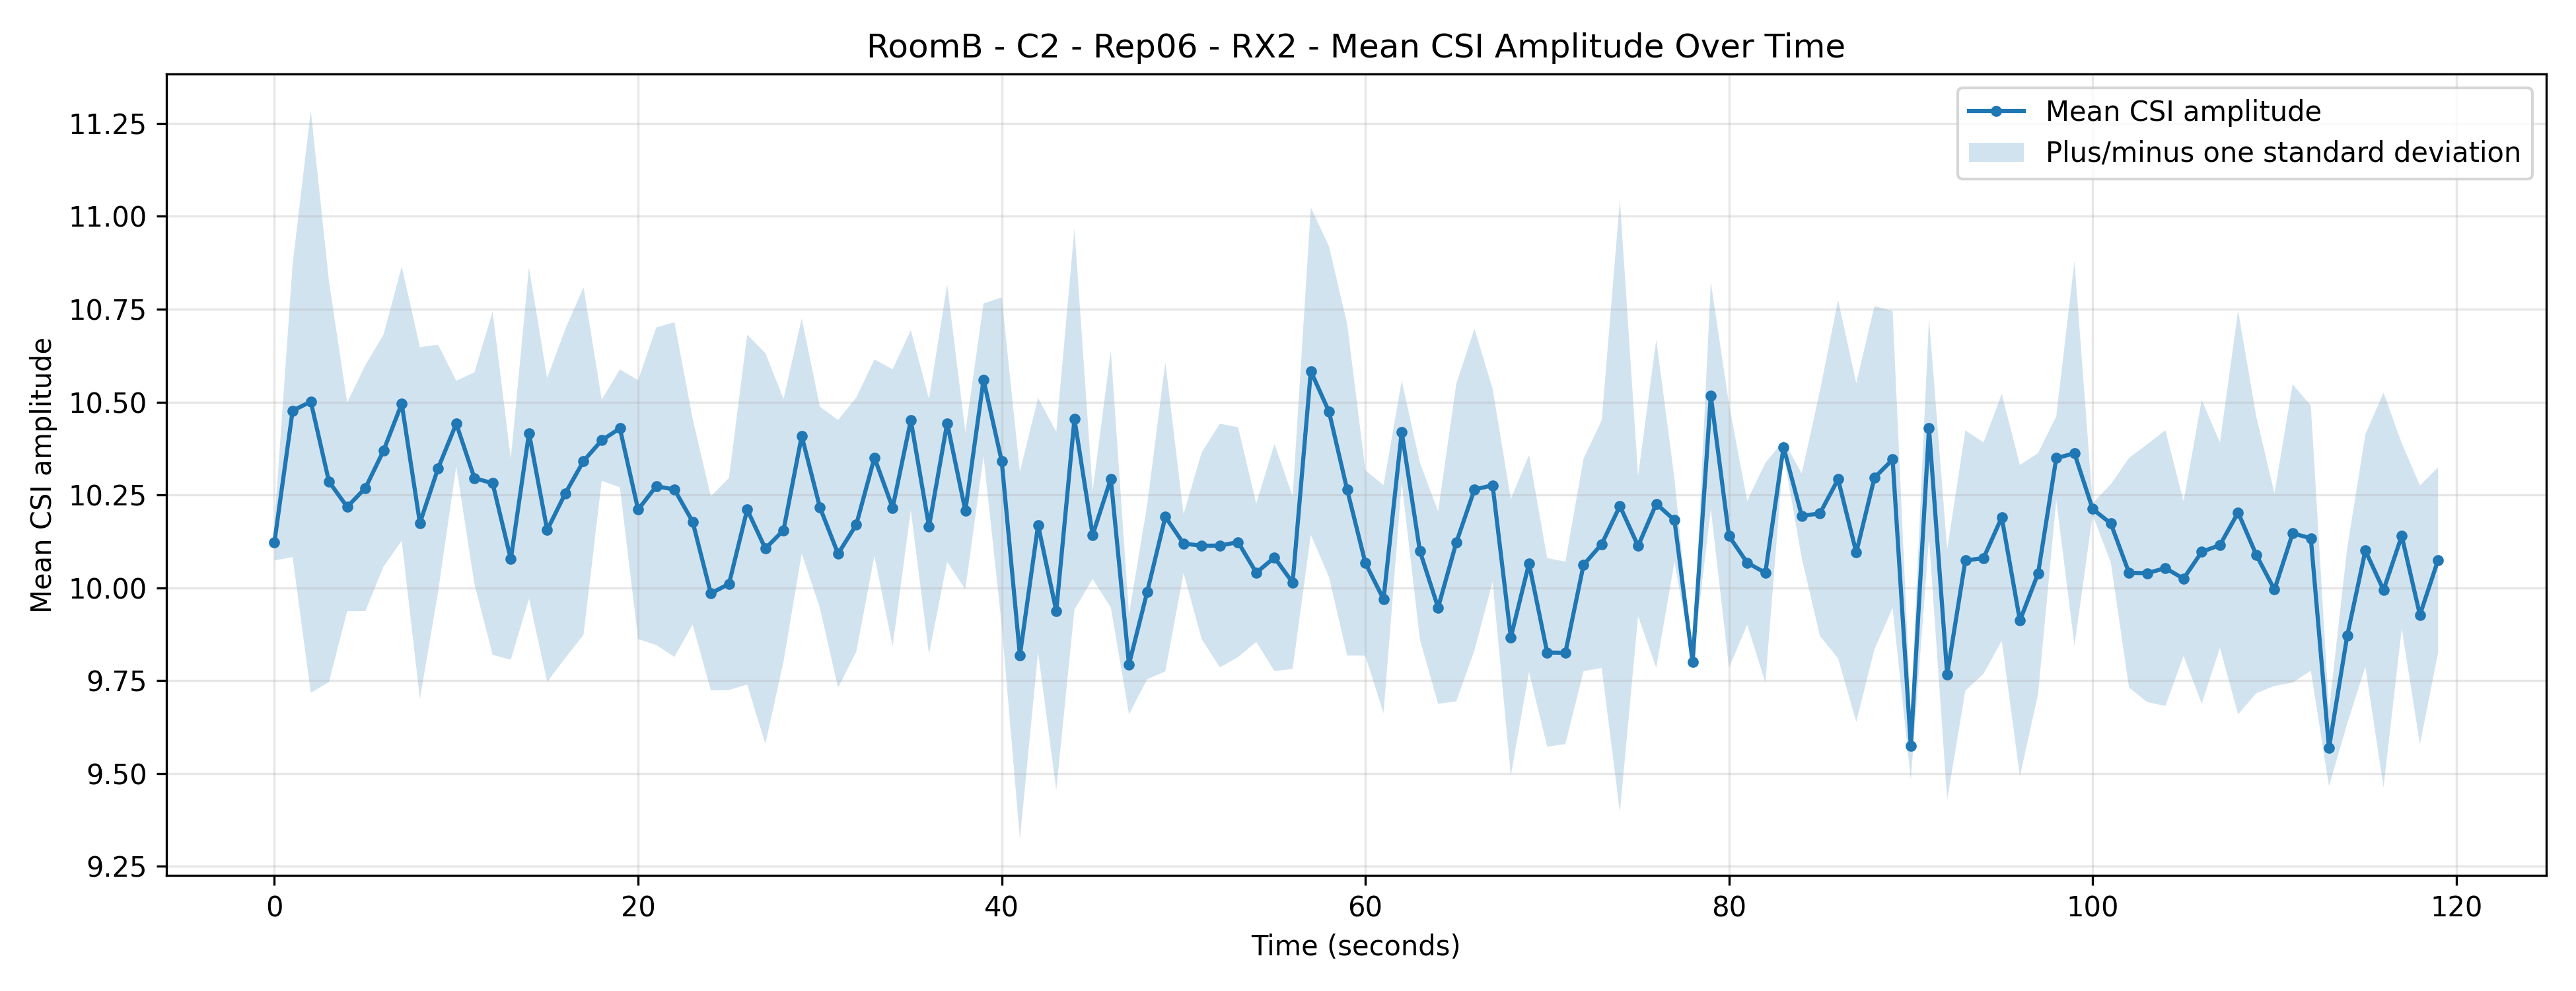 RoomB - C2 - Rep06 - RX2 - Mean CSI Amplitude Over Time
Mean CSI amplitude
Plus/minus one standard deviation
Mean CSI amplitude
11.25
11.00
10.75
10.50
10.25
10.00
9.75
9.50
9.25
0 20 40 60 80 100 120
Time (seconds)